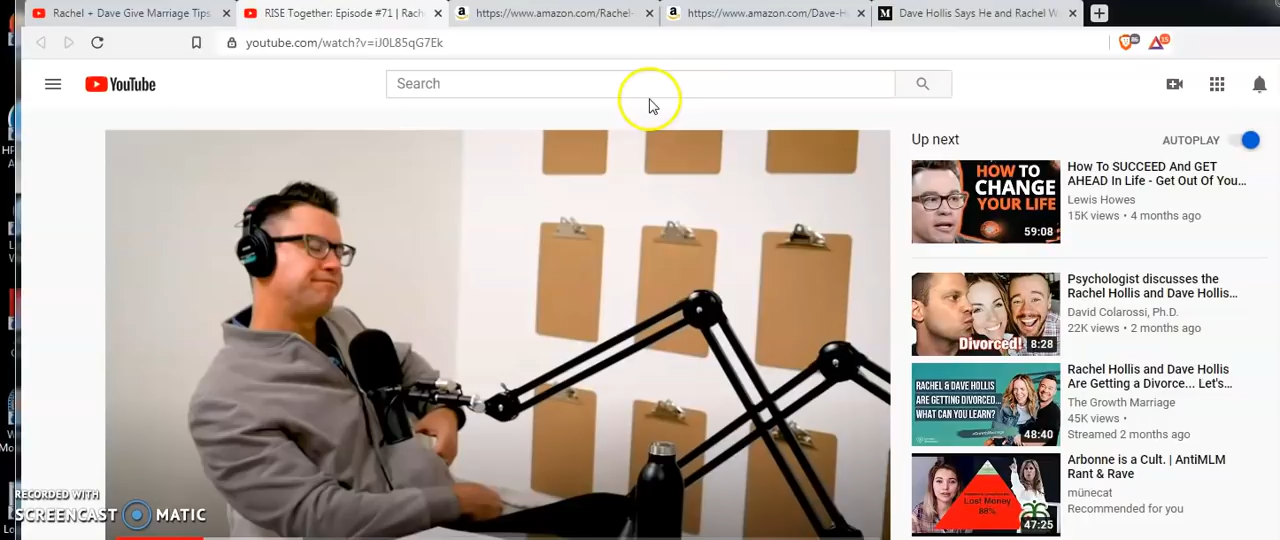 Rachel + Dave Give Marriage Tips
RISE Together: Episode #71 | Rach
https://www.amazon.com/Rachel-
https://www.amazon.com/Dave-H
Dave Hollis Says He and Rachel W
youtube.com/watch?v=iJ0L85qG7Ek
86
15
YouTube
Search
Up next
AUTOPLAY
HOW TO
CHANGE
YOUR LIFE
59:08
How To SUCCEED And GET
AHEAD In Life - Get Out Of You...
Lewis Howes
15K views • 4 months ago
Divorced!
8:28
Psychologist discusses the
Rachel Hollis and Dave Hollis...
David Colarossi, Ph.D.
22K views • 2 months ago
RACHEL & DAVE HOLLIS
ARE GETTING DIVORCED...
WHAT CAN YOU LEARN?
48:40
Rachel Hollis and Dave Hollis
Are Getting a Divorce... Let's...
The Growth Marriage
45K views •
Streamed 2 months ago
Lost Money
88%
47:25
Arbonne is a Cult. | AntiMLM
Rant & Rave
münecat
Recommended for you
RECORDED WITH
SCREENCAST MATIC